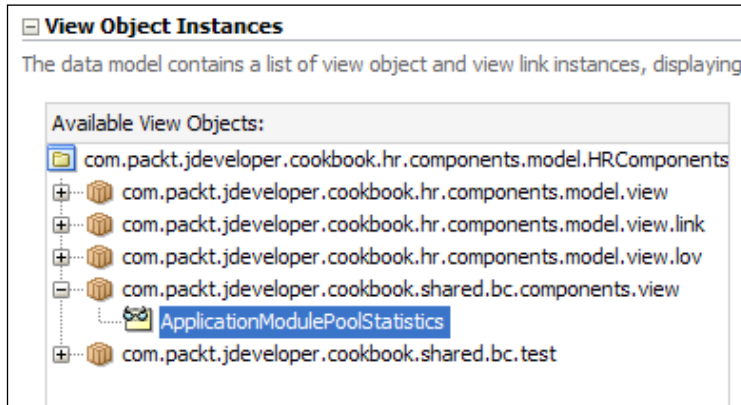 View Object Instances
The data model contains a list of view object and view link instances, displaying
Available View Objects:
com.packt.jdeveloper.cookbook.hr.components.model.HRComponents
com.packt.jdeveloper.cookbook.hr.components.model.view
com.packt.jdeveloper.cookbook.hr.components.model.view.link
com.packt.jdeveloper.cookbook.hr.components.model.view.lov
com.packt.jdeveloper.cookbook.shared.bc.components.view
ApplicationModulePoolStatistics
com.packt.jdeveloper.cookbook.shared.bc.test